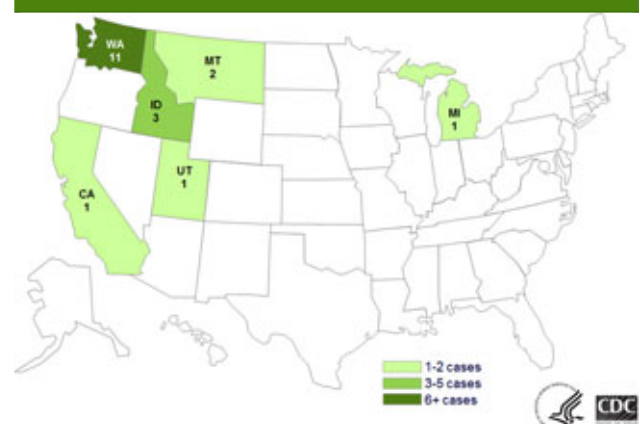 WA
11
MT
2
ID
3
MI
1
UT
1
CA
1
1-2 cases
3-5 cases
6+ cases
CDC